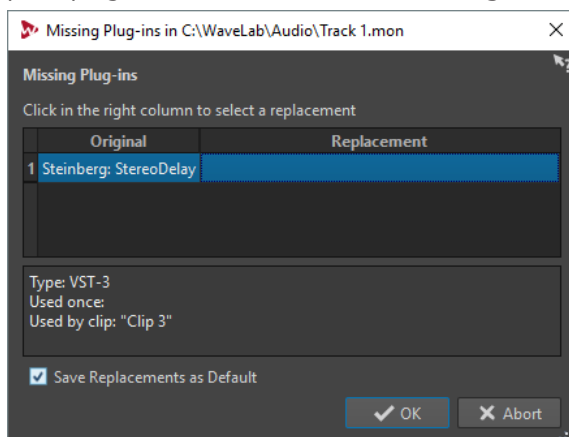 Missing Plug-ins in C:\WaveLab\Audio\Track 1.mon
Missing Plug-ins
Click in the right column to select a replacement
Original Replacement
1 Steinberg: StereoDelay
Type: VST-3
Used once:
Used by clip: "Clip 3"
Save Replacements as Default
OK Abort